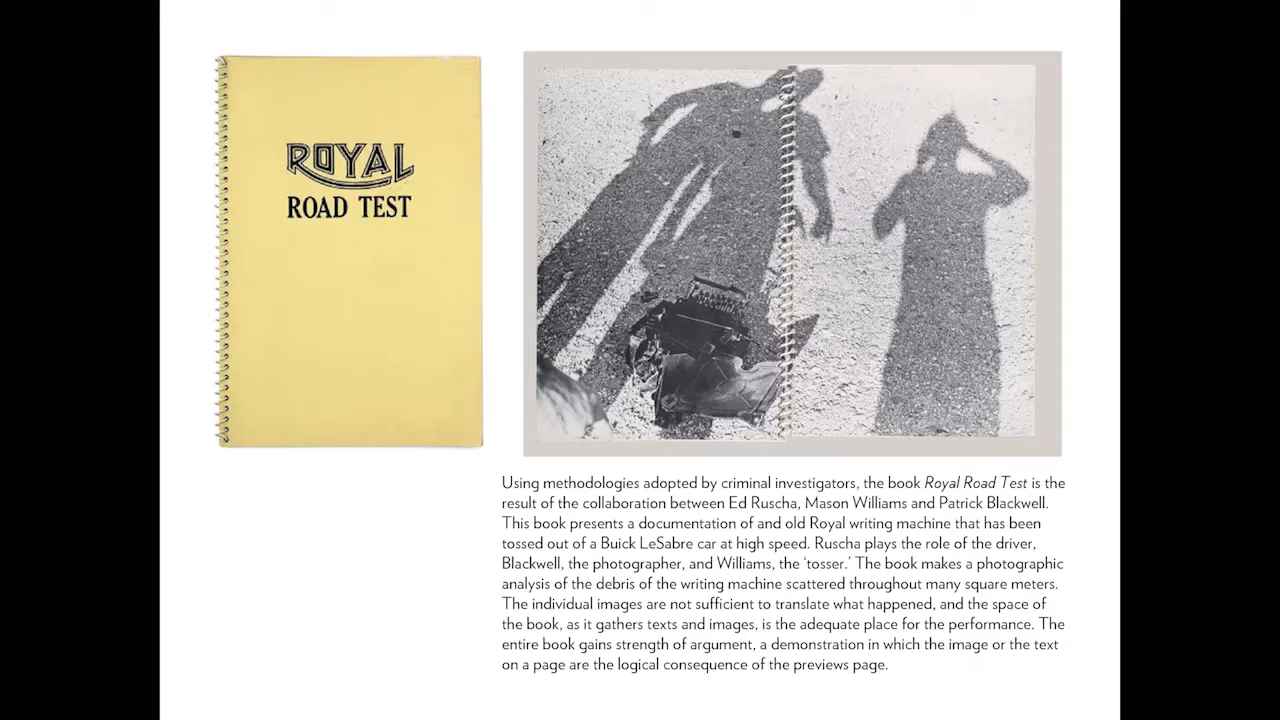 ROYAL
ROAD TEST
Using methodologies adopted by criminal investigators, the book Royal Road Test is the
result of the collaboration between Ed Ruscha, Mason Williams and Patrick Blackwell.
This book presents a documentation of and old Royal writing machine that has been
tossed out of a Buick LeSabre car at high speed. Ruscha plays the role of the driver,
Blackwell, the photographer, and Williams, the ‘tosser.’ The book makes a photographic
analysis of the debris of the writing machine scattered throughout many square meters.
The individual images are not sufficient to translate what happened, and the space of
the book, as it gathers texts and images, is the adequate place for the performance. The
entire book gains strength of argument, a demonstration in which the image or the text
on a page are the logical consequence of the previews page.